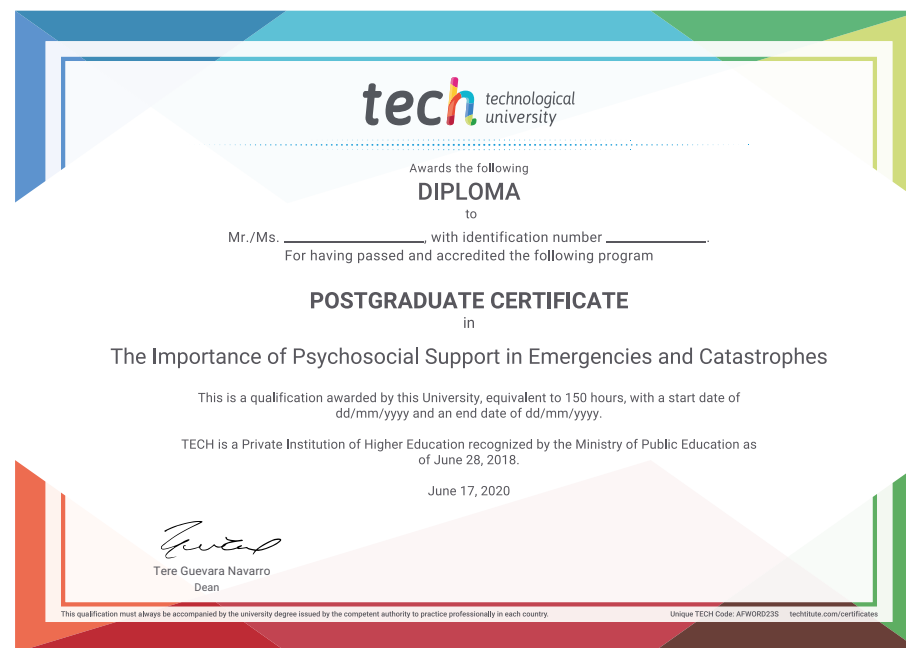 tech technological
university
Awards the following
DIPLOMA
to
Mr./Ms. ____________, with identification number ____________.
For having passed and accredited the following program
POSTGRADUATE CERTIFICATE
in
The Importance of Psychosocial Support in Emergencies and Catastrophes
This is a qualification awarded by this University, equivalent to 150 hours, with a start date of
dd/mm/yyyy and an end date of dd/mm/yyyy.
TECH is a Private Institution of Higher Education recognized by the Ministry of Public Education as
of June 28, 2018.
June 17, 2020
Tere Guevara Navarro
Dean
This qualification must always be accompanied by the university degree issued by the competent authority to practice professionally in each country. Unique TECH Code: AFWORD23S techtitute.com/certificates